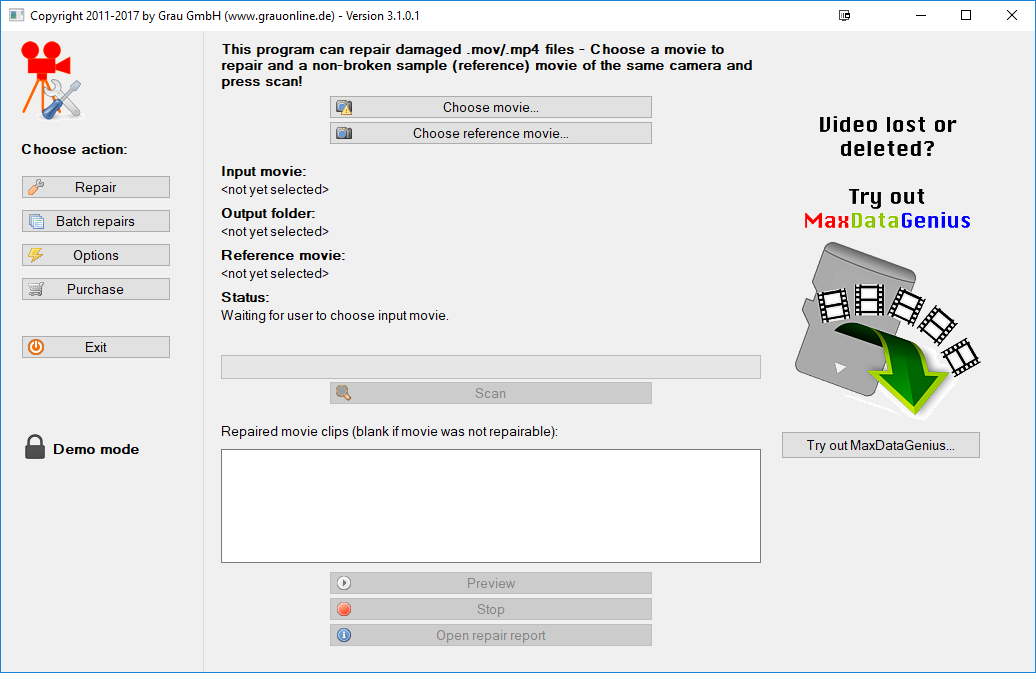 Copyright 2011-2017 by Grau GmbH (www.grauonline.de) - Version 3.1.0.1
Choose action:
Repair
Batch repairs
Options
Purchase
Exit
Demo mode
This program can repair damaged .mov/.mp4 files - Choose a movie to
repair and a non-broken sample (reference) movie of the same camera and
press scan!
Choose movie...
Choose reference movie...
Input movie:
<not yet selected>
Output folder:
<not yet selected>
Reference movie:
<not yet selected>
Status:
Waiting for user to choose input movie.
Scan
Repaired movie clips (blank if movie was not repairable):
Preview
Stop
Open repair report
Video lost or
deleted?
Try out
MaxDataGenius
Try out MaxDataGenius...